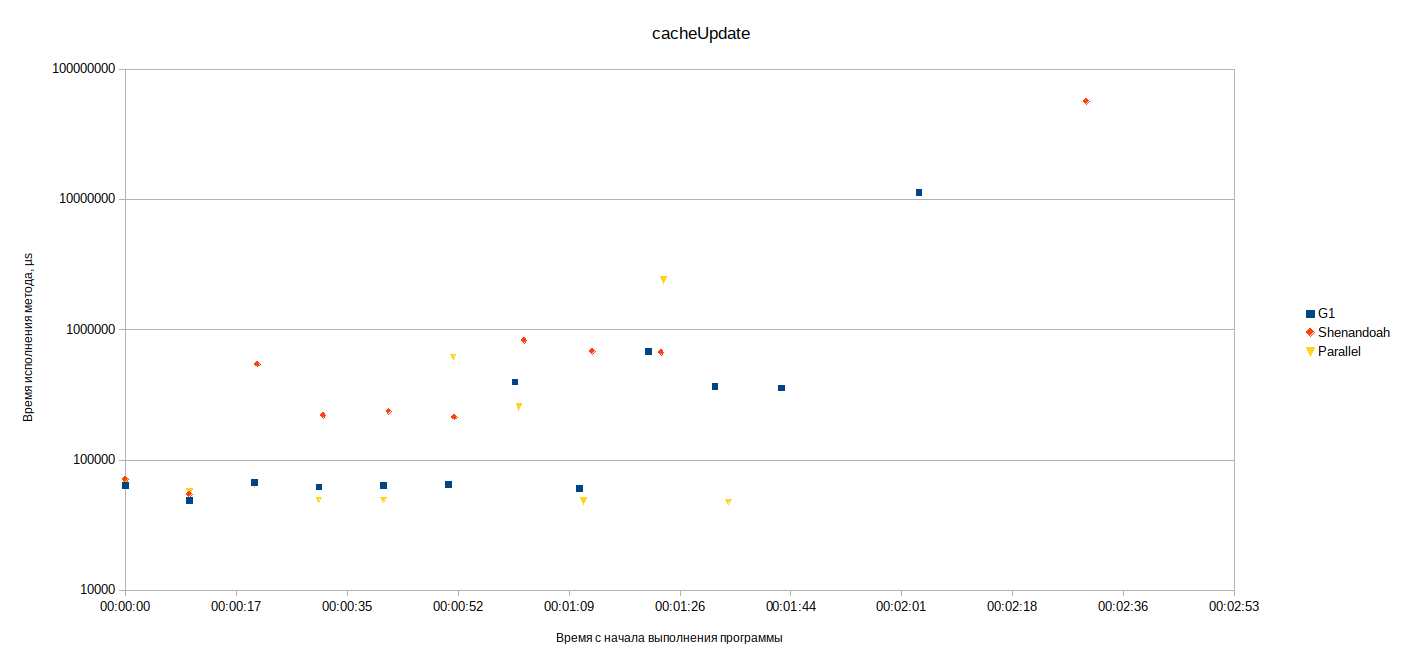 cacheUpdate
Время исполнения метода, µs
100000000
10000000
1000000
100000
10000
00:00:00 00:00:17 00:00:35 00:00:52 00:01:09 00:01:26 00:01:44 00:02:01 00:02:18 00:02:36 00:02:53
Время с начала выполнения программы
G1
Shenandoah
Parallel